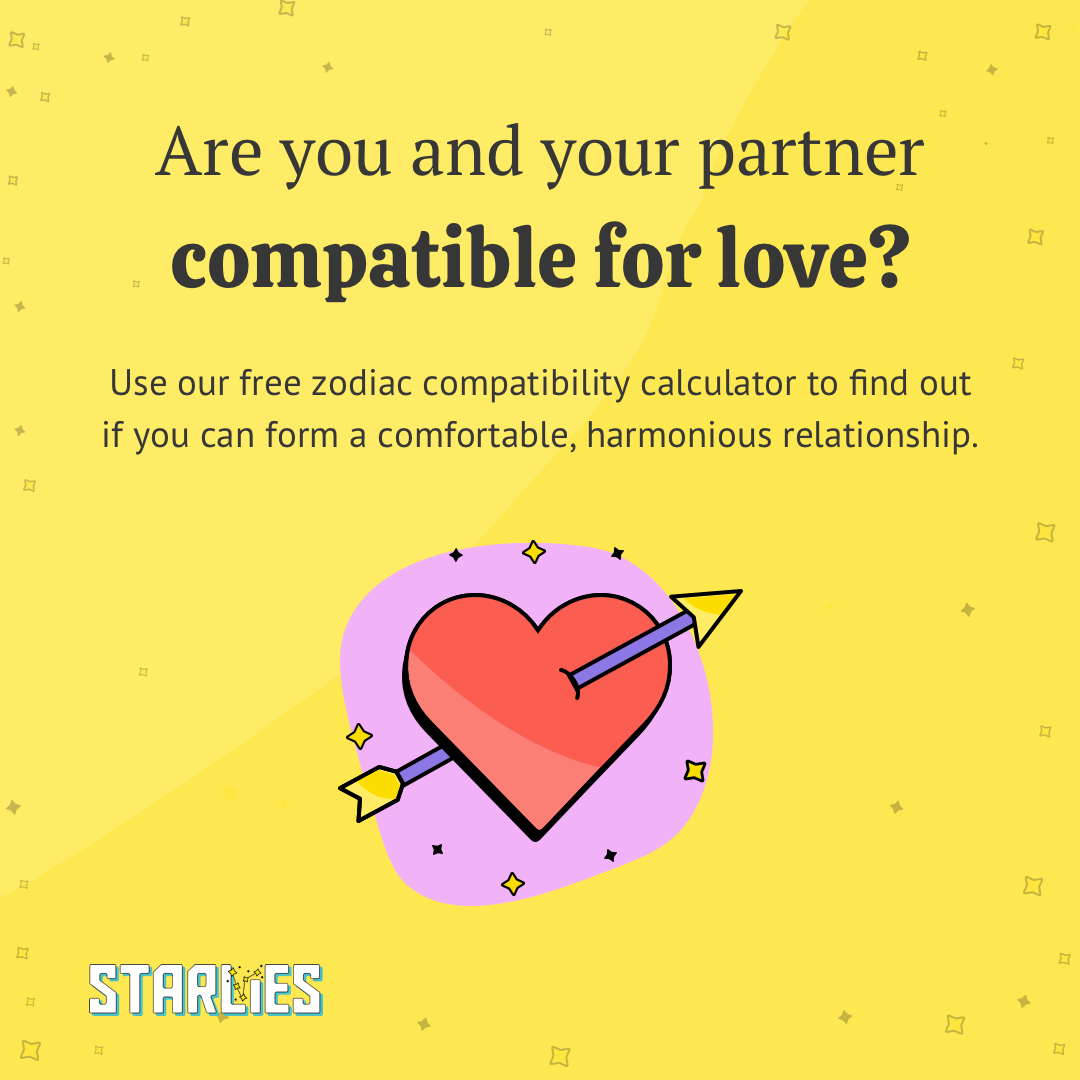 Are you and your partner
compatible for love?
Use our free zodiac compatibility calculator to find out
if you can form a comfortable, harmonious relationship.
STARLiES